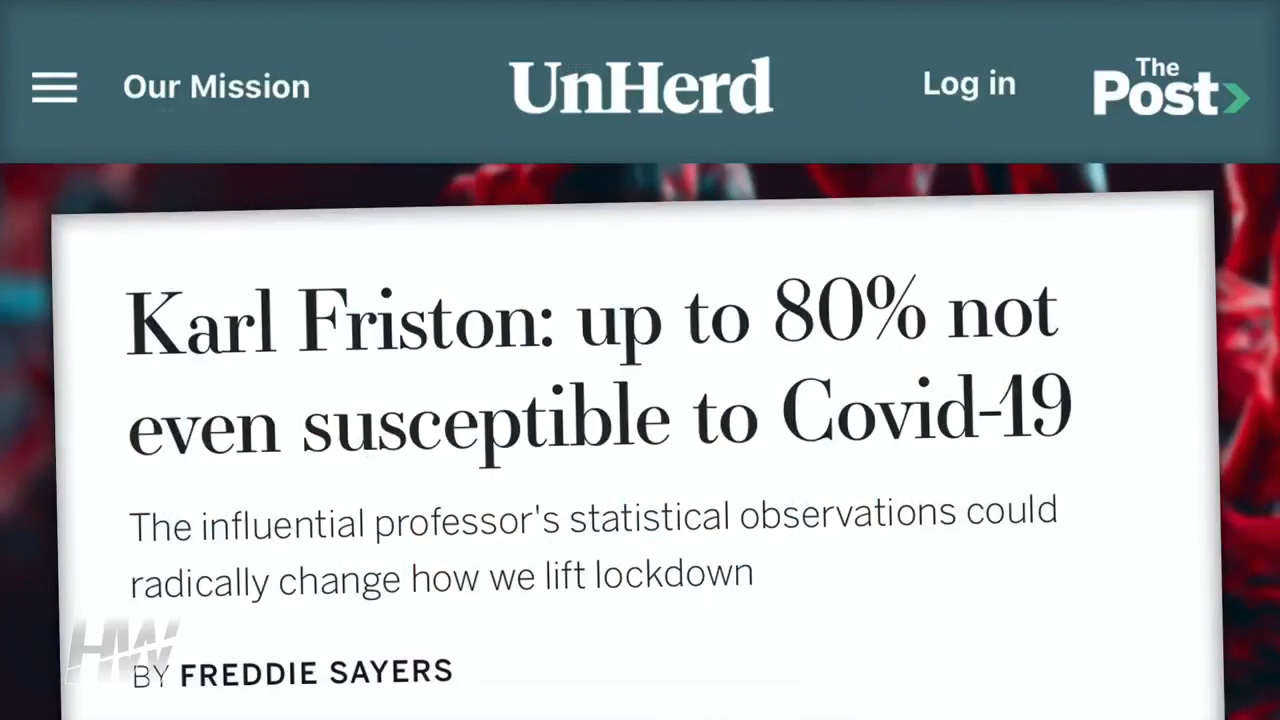 Our Mission
UnHerd
Log in
The
Post
Karl Friston: up to 80% not
even susceptible to Covid-19
The influential professor's statistical observations could
radically change how we lift lockdown
HW
BY FREDDIE SAYERS